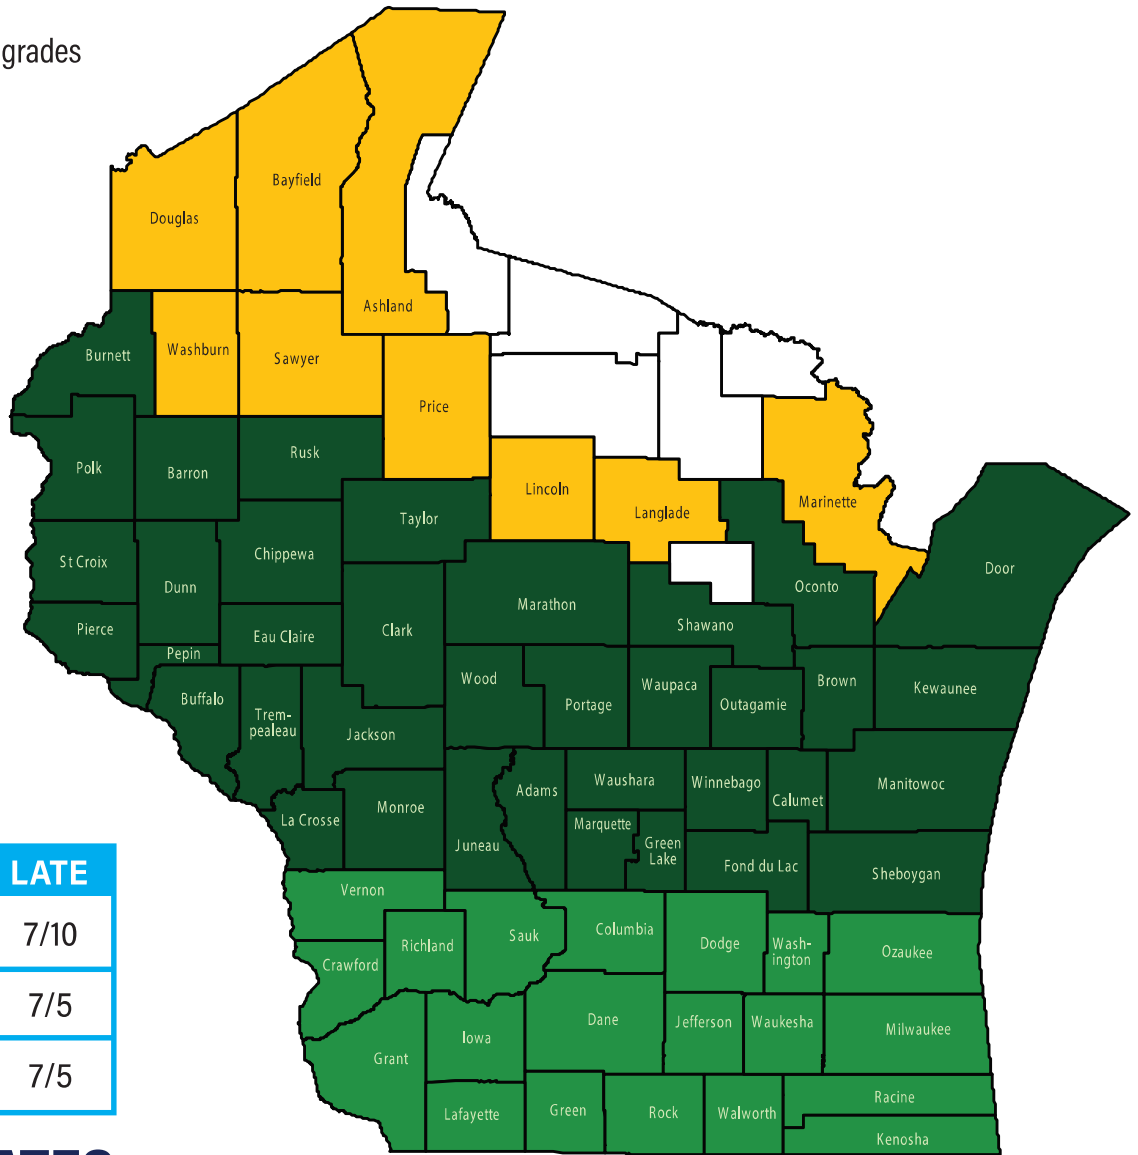 grades
Bayfield
Douglas
Ashland
Burnett
Washburn
Sawyer
Price
Polk
Barron
Rusk
Lincoln
Langlade
Marinette
Taylor
St Croix
Dunn
Chippewa
Oconto
Door
Marathon
Pierce
Eau Claire
Clark
Shawano
Pepin
Wood
Waupaca
Brown
Kewaunee
Buffalo
Trem-
pealeau
Portage
Outagamie
Jackson
Adams
Waushara
Winnebago
Calumet
Manitowoc
La Crosse
Monroe
Juneau
Marquette
Green
Lake
Fond du Lac
Sheboygan
LATE
7/10
7/5
7/5
Vernon
Richland
Sauk
Columbia
Dodge
Wash-
ington
Ozaukee
Crawford
Iowa
Dane
Jefferson
Waukesha
Milwaukee
Grant
Lafayette
Green
Rock
Walworth
Racine
Kenosha